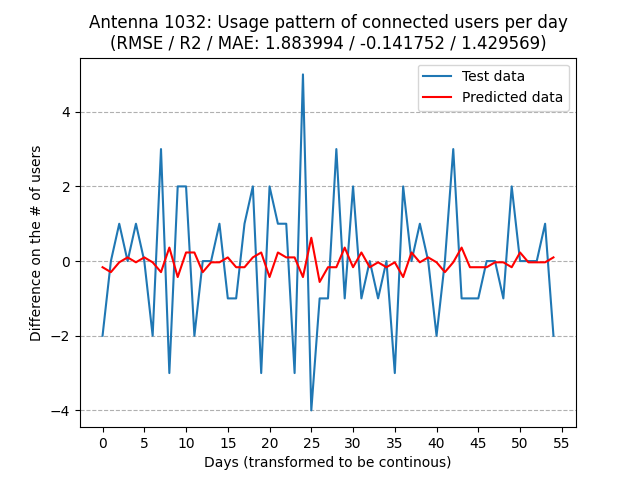 Antenna 1032: Usage pattern of connected users per day
(RMSE / R2 / MAE: 1.883994 / -0.141752 / 1.429569)
Test data
Predicted data
Difference on the # of users
4
2
0
−2
−4
0 5 10 15 20 25 30 35 40 45 50 55
Days (transformed to be continous)